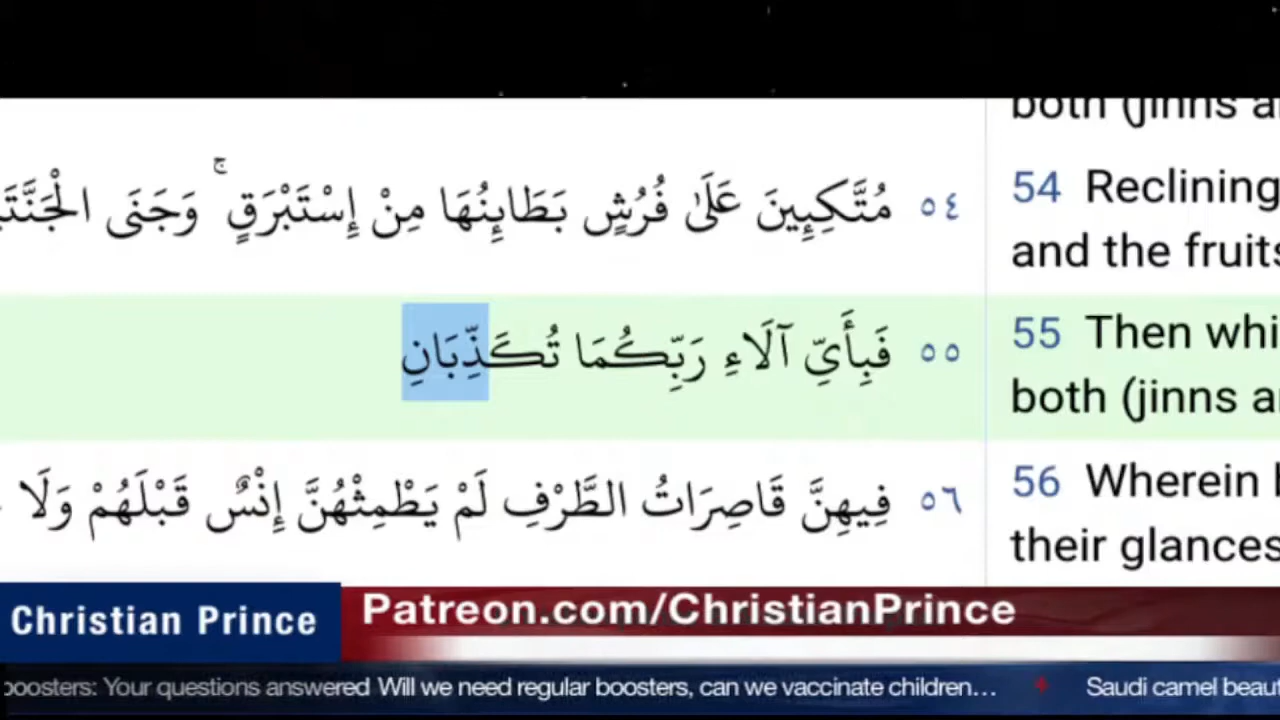 both (jinns a
٥٤ مُتَّكِئِينَ عَلَىٰ فُرُشٍ بَطَائِنُهَا مِنْ إِسْتَبْرَقٍ ۚ وَجَنَى الْجَنَّتَ
54 Reclining
and the fruits
٥٥ فَبِأَيِّ آلَاءِ رَبِّكُمَا تُكَذِّبَانِ
55 Then whi
both (jinns a
٥٦ فِيهِنَّ قَاصِرَاتُ الطَّرْفِ لَمْ يَطْمِثْهُنَّ إِنْسٌ قَبْلَهُمْ وَلَا
56 Wherein b
their glances
Christian Prince
Patreon.com/ChristianPrince
boosters: Your questions answered Will we need regular boosters, can we vaccinate children... Saudi camel beaut